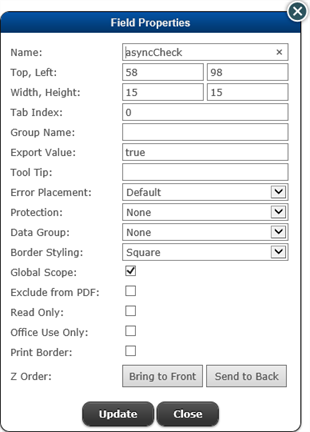 Field Properties
Name: asyncCheck ×
Top, Left: 58 98
Width, Height: 15 15
Tab Index: 0
Group Name:
Export Value: true
Tool Tip:
Error Placement: Default
Protection: None
Data Group: None
Border Styling: Square
Global Scope:
Exclude from PDF:
Read Only:
Office Use Only:
Print Border:
Z Order: Bring to Front Send to Back
Update Close